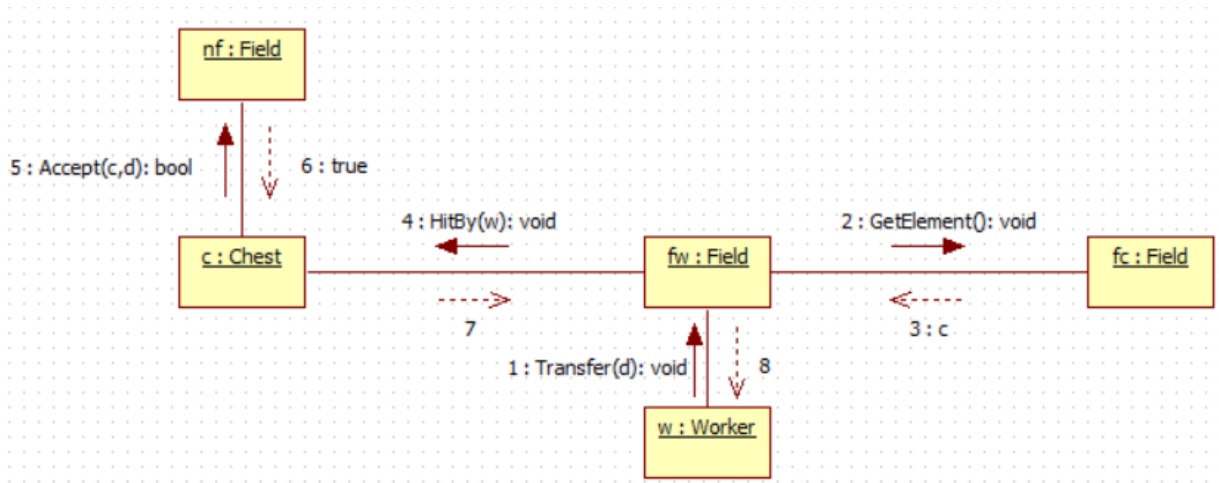 nf : Field
5 : Accept(c,d): bool
6 : true
4 : HitBy(w): void
2 : GetElement(): void
c : Chest
fw : Field
fc : Field
7
3 : c
1 : Transfer(d): void
8
w : Worker